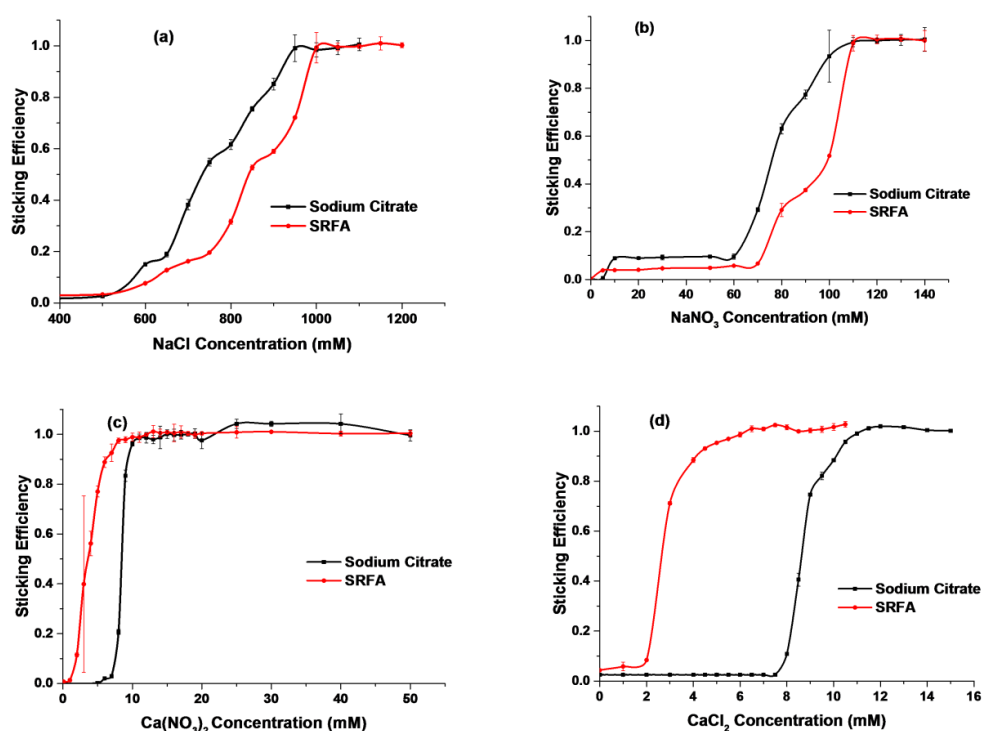 (a)
Sticking Efficiency
1.0
0.8
0.6
0.4
0.2
0.0
Sodium Citrate
SRFA
400 600 800 1000 1200
NaCl Concentration (mM)
(b)
Sticking Efficiency
1.0
0.8
0.6
0.4
0.2
0.0
Sodium Citrate
SRFA
0 20 40 60 80 100 120 140
NaNO3 Concentration (mM)
(c)
Sticking Efficiency
1.0
0.8
0.6
0.4
0.2
0.0
Sodium Citrate
SRFA
0 10 20 30 40 50
Ca(NO3)2 Concentration (mM)
(d)
Sticking Efficiency
1.0
0.8
0.6
0.4
0.2
0.0
Sodium Citrate
SRFA
0 2 4 6 8 10 12 14 16
CaCl2 Concentration (mM)